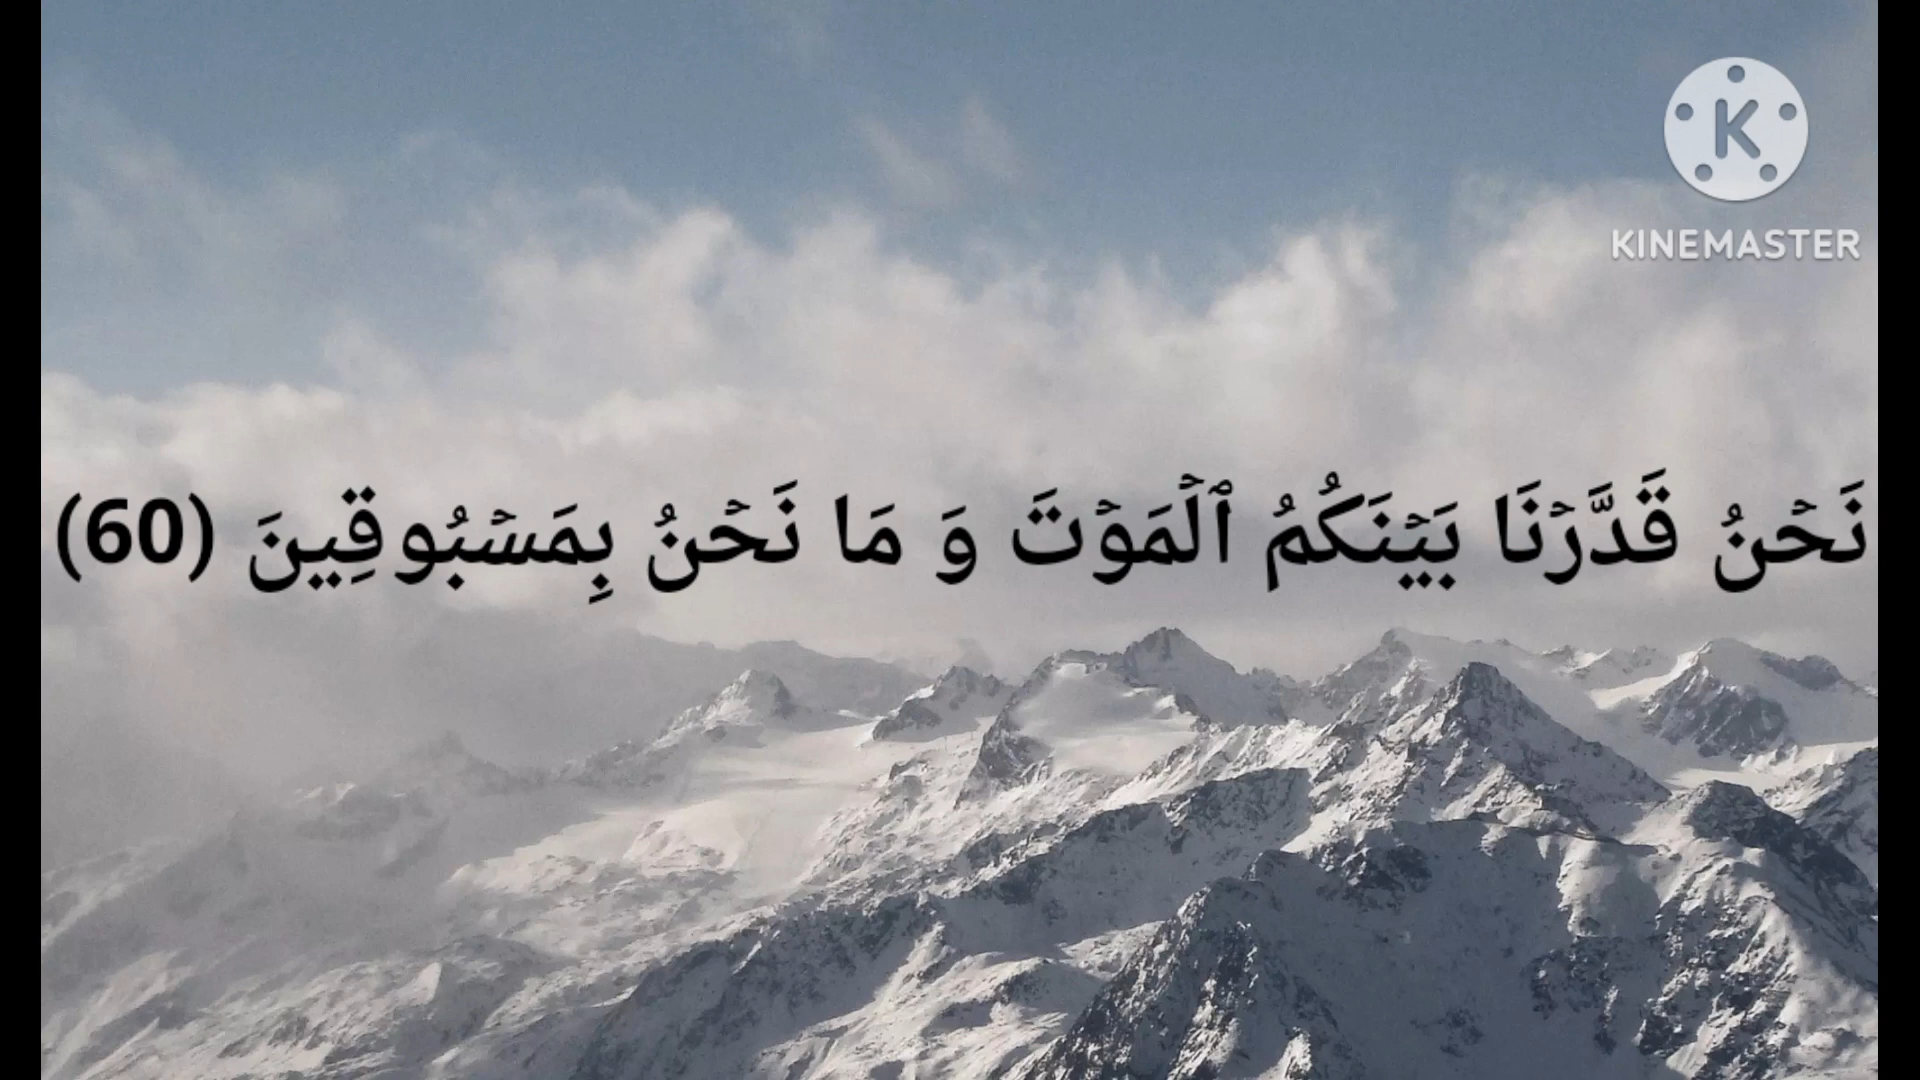 KINEMASTER
نَحۡنُ قَدَّرۡنَا بَيۡنَكُمُ ٱلۡمَوۡتَ وَ مَا نَحۡنُ بِمَسۡبُوقِينَ (60)